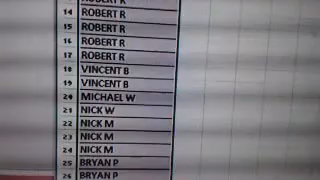 ROBERT R
14 ROBERT R
15 ROBERT R
16 ROBERT R
17 ROBERT R
18 VINCENT B
19 VINCENT B
20 MICHAEL W
21 NICK W
22 NICK M
23 NICK M
24 NICK M
25 BRYAN P
26 BRYAN P